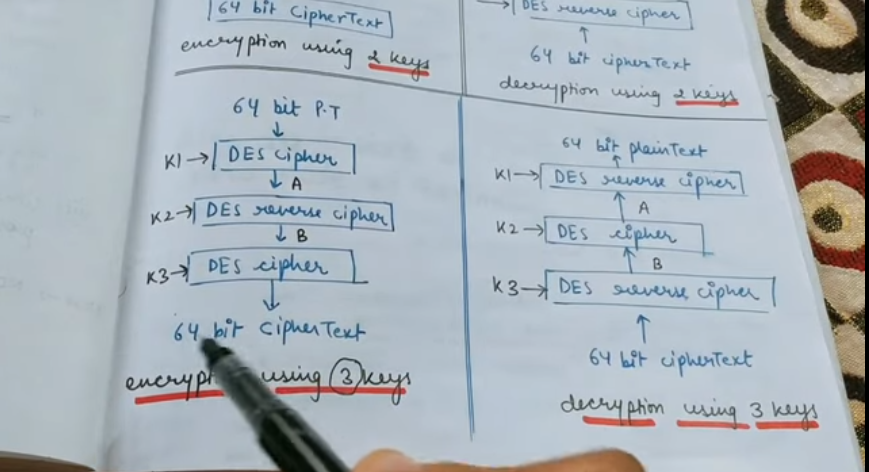 64 bit CipherText
encryption using 2 keys
DES reverse cipher
64 bit cipherText
decryption using 2 keys
64 bit P.T
K1 → DES cipher
A
K2 → DES reverse cipher
B
K3 → DES cipher
64 bit CipherText
encryption using 3 keys
64 bit plainText
K1 → DES reverse cipher
A
K2 → DES cipher
B
K3 → DES reverse cipher
64 bit cipherText
decryption using 3 keys